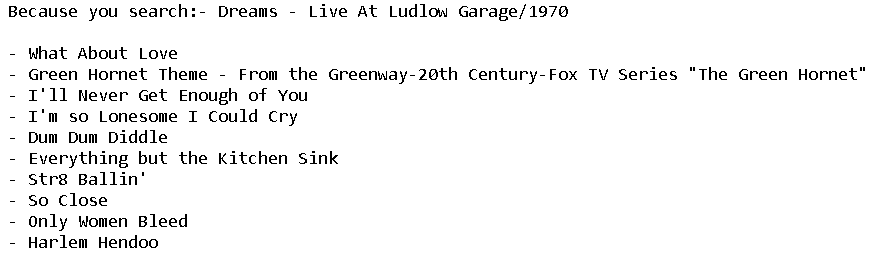 Because you search:- Dreams - Live At Ludlow Garage/1970
- What About Love
- Green Hornet Theme - From the Greenway-20th Century-Fox TV Series "The Green Hornet"
- I'll Never Get Enough of You
- I'm so Lonesome I Could Cry
- Dum Dum Diddle
- Everything but the Kitchen Sink
- Str8 Ballin'
- So Close
- Only Women Bleed
- Harlem Hendoo